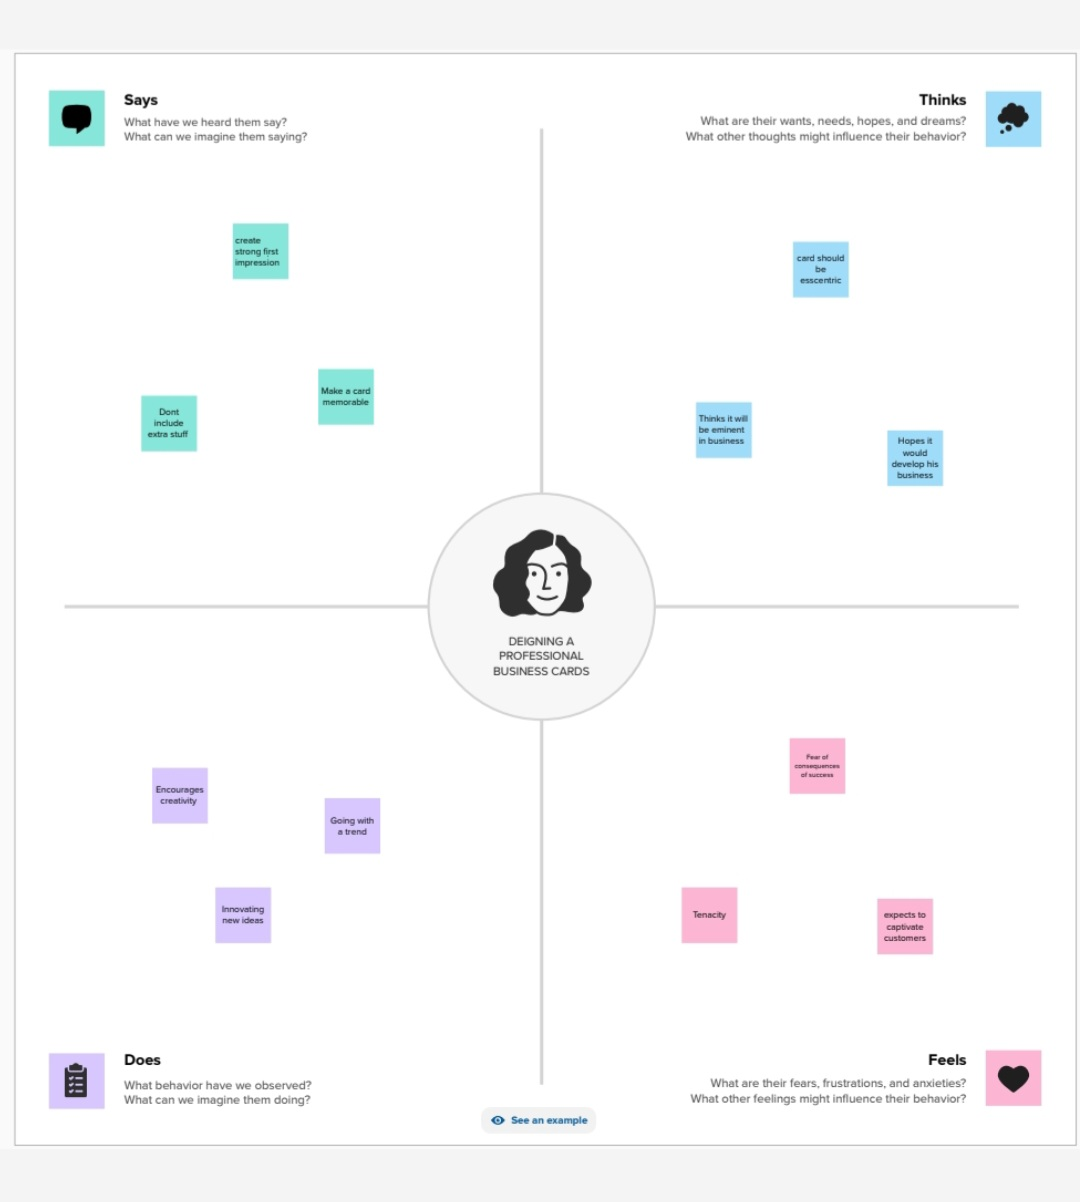 Says
What have we heard them say?
What can we imagine them saying?
Thinks
What are their wants, needs, hopes, and dreams?
What other thoughts might influence their behavior?
create
strong first
impression
Dont
include
extra stuff
Make a card
memorable
card should
be
esscentric
Thinks it will
be eminent
in business
Hopes it
would
develop his
business
DEIGNING A
PROFESSIONAL
BUSINESS CARDS
Encourages
creativity
Going with
a trend
Innovating
new ideas
Fear of
consequences
of success
Tenacity
expects to
captivate
customers
Does
What behavior have we observed?
What can we imagine them doing?
Feels
What are their fears, frustrations, and anxieties?
What other feelings might influence their behavior?
See an example